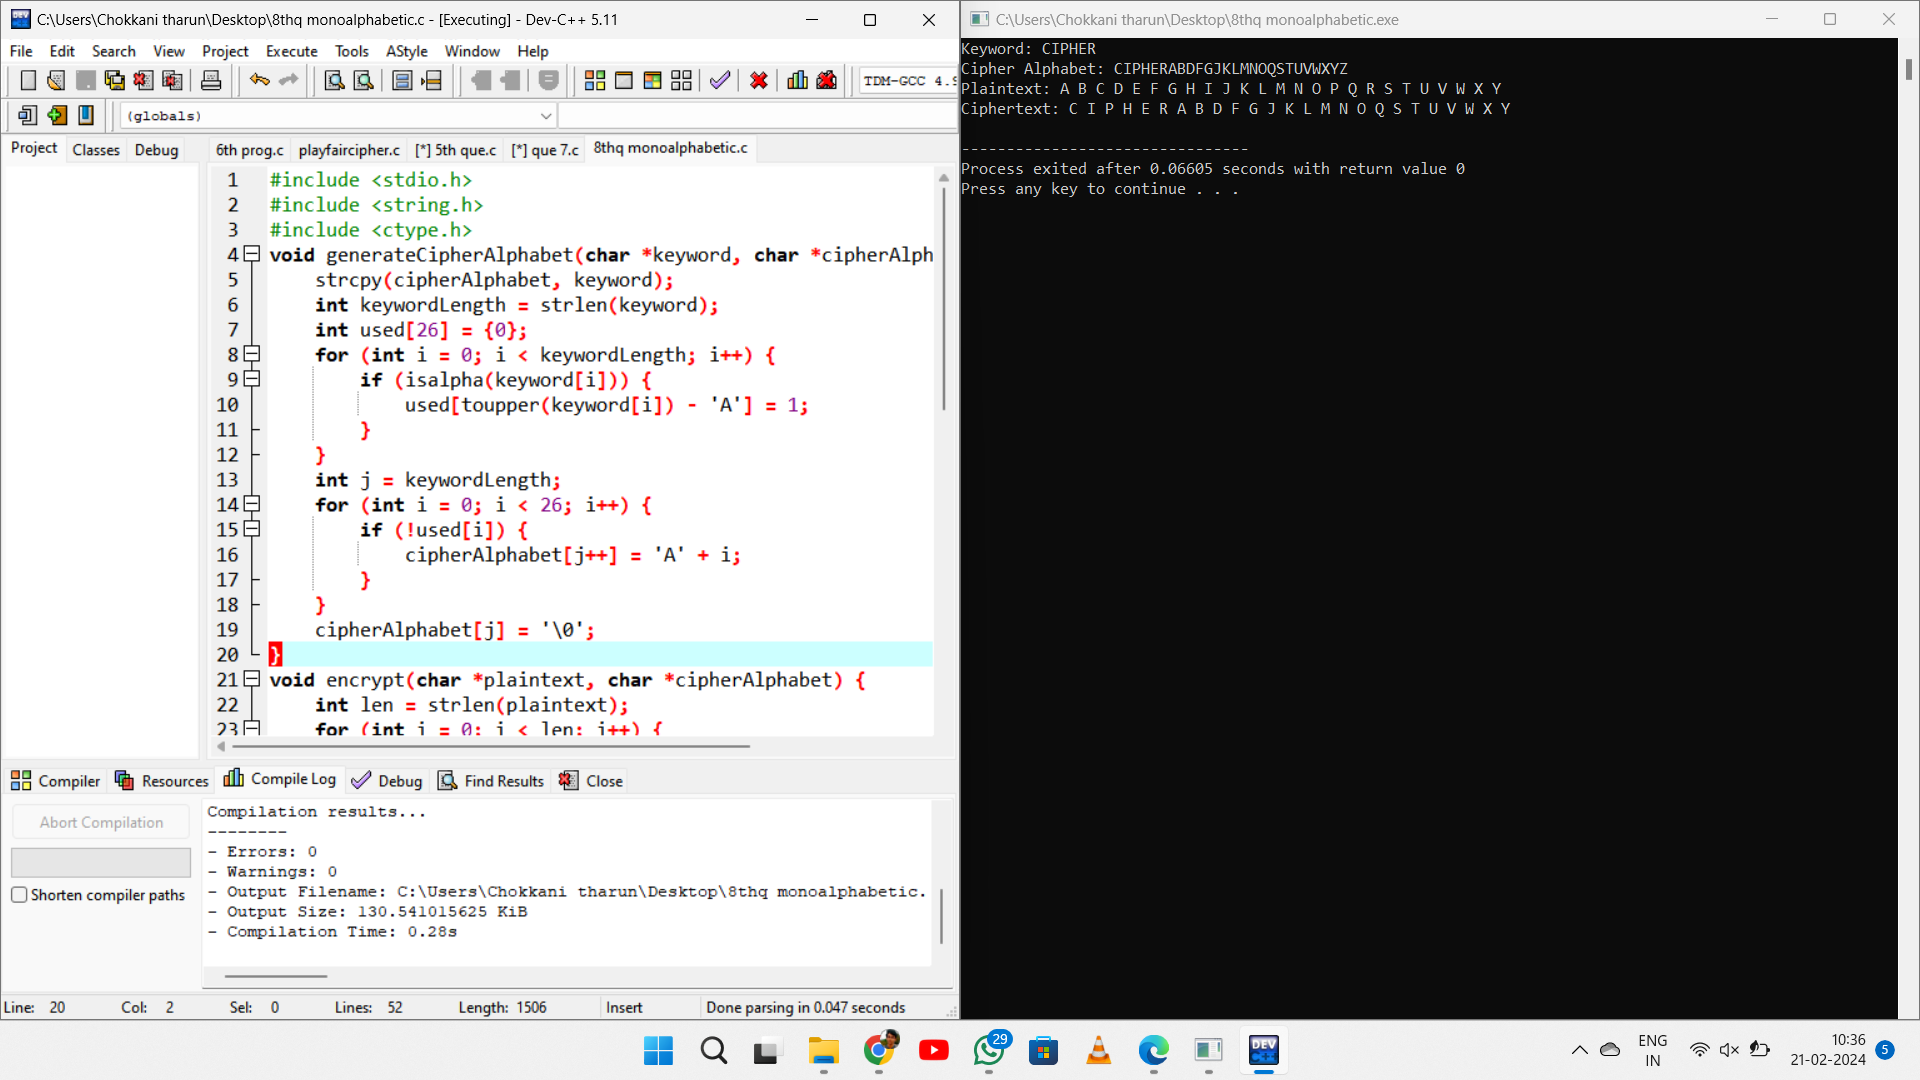 C:\Users\Chokkani tharun\Desktop\8thq monoalphabetic.c - [Executing] - Dev-C++ 5.11
File Edit Search View Project Execute Tools AStyle Window Help
TDM-GCC 4.9
(globals)
Project Classes Debug
6th prog.c playfaircipher.c [*] 5th que.c [*] que 7.c 8thq monoalphabetic.c
1 #include <stdio.h>
2 #include <string.h>
3 #include <ctype.h>
4 void generateCipherAlphabet(char *keyword, char *cipherAlph
5 strcpy(cipherAlphabet, keyword);
6 int keywordLength = strlen(keyword);
7 int used[26] = {0};
8 for (int i = 0; i < keywordLength; i++) {
9 if (isalpha(keyword[i])) {
10 used[toupper(keyword[i]) - 'A'] = 1;
11 }
12 }
13 int j = keywordLength;
14 for (int i = 0; i < 26; i++) {
15 if (!used[i]) {
16 cipherAlphabet[j++] = 'A' + i;
17 }
18 }
19 cipherAlphabet[j] = '\0';
20 }
21 void encrypt(char *plaintext, char *cipherAlphabet) {
22 int len = strlen(plaintext);
23 for (int i = 0; i < len; i++) {
Compiler Resources Compile Log Debug Find Results Close
Abort Compilation
Shorten compiler paths
Compilation results...
--------
- Errors: 0
- Warnings: 0
- Output Filename: C:\Users\Chokkani tharun\Desktop\8thq monoalphabetic.
- Output Size: 130.541015625 KiB
- Compilation Time: 0.28s
Line: 20 Col: 2 Sel: 0 Lines: 52 Length: 1506 Insert Done parsing in 0.047 seconds
C:\Users\Chokkani tharun\Desktop\8thq monoalphabetic.exe
Keyword: CIPHER
Cipher Alphabet: CIPHERABDFGJKLMNOQSTUVWXYZ
Plaintext: A B C D E F G H I J K L M N O P Q R S T U V W X Y
Ciphertext: C I P H E R A B D F G J K L M N O Q S T U V W X Y
--------------------------------
Process exited after 0.06605 seconds with return value 0
Press any key to continue . . .
29
DEV C++
ENG
IN
10:36
21-02-2024
5